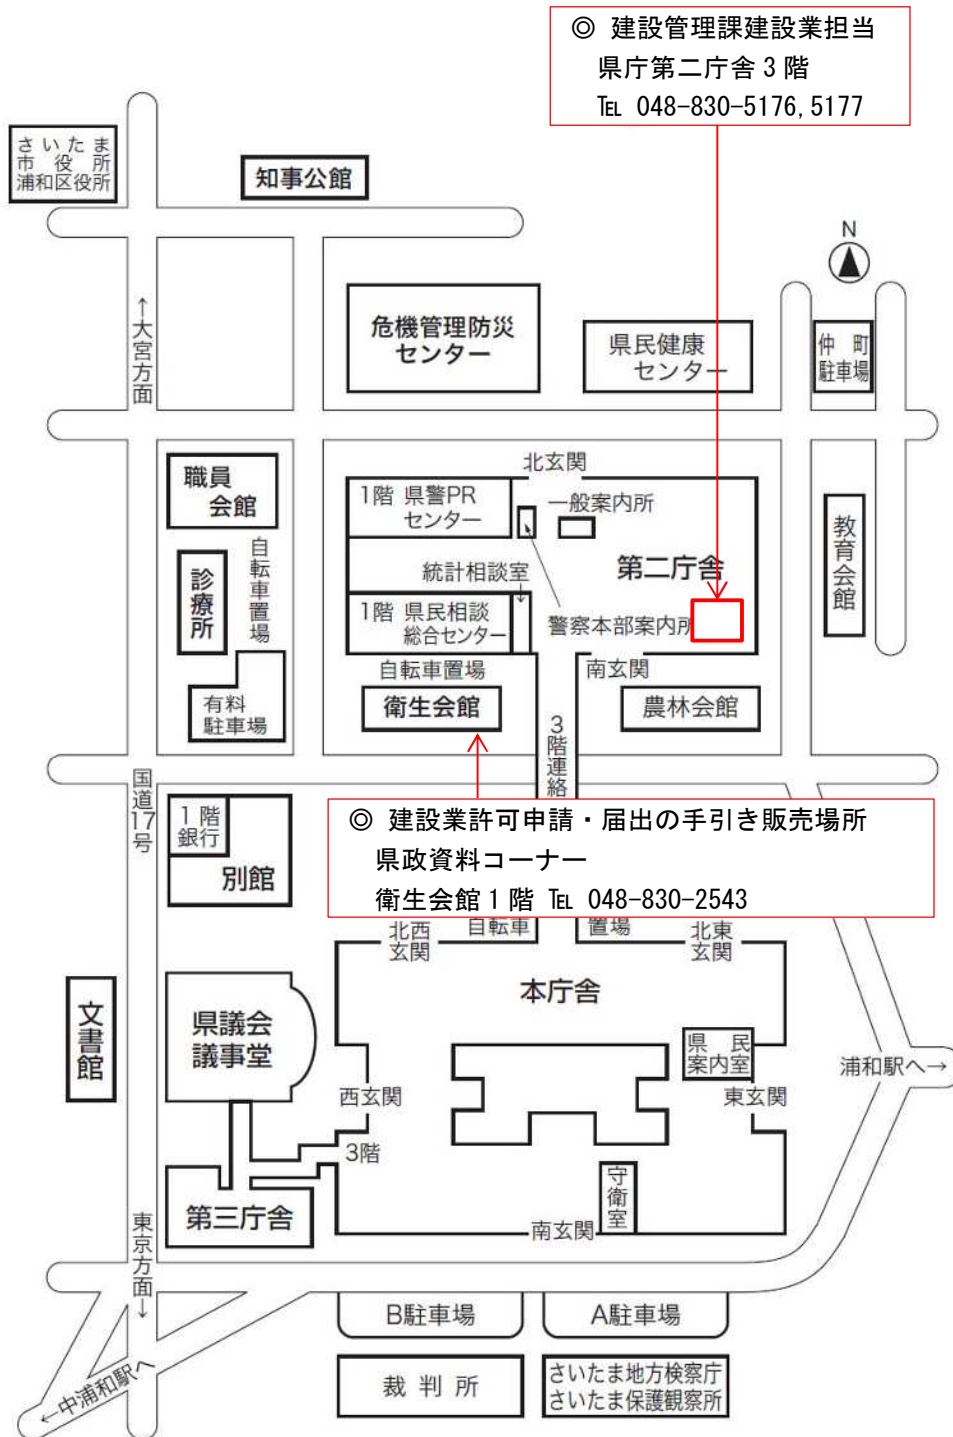 ◎ 建設管理課建設業担当
県庁第二庁舎3階
℡ 048-830-5176,5177
さいたま
市役所
浦和区役所
知事公館
N
↑大宮方面
危機管理防災
センター
県民健康
センター
仲町
駐車場
北玄関
職員
会館
1階 県警PR
センター
一般案内所
教育会館
自転車置場
診療所
統計相談室
↓
第二庁舎
1階 県民相談
総合センター
警察本部案内所
自転車置場
南玄関
有料
駐車場
衛生会館
農林会館
3階連絡
国道17号
1階
銀行
別館
◎ 建設業許可申請・届出の手引き販売場所
県政資料コーナー
衛生会館1階 ℡ 048-830-2543
北西
玄関
自転車
置場
北東
玄関
本庁舎
文書館
県議会
議事堂
県民
案内室
浦和駅へ→
西玄関
東玄関
3階
守衛室
第三庁舎
南玄関
東京方面↓
B駐車場
A駐車場
←中浦和駅へ
裁判所
さいたま地方検察庁
さいたま保護観察所